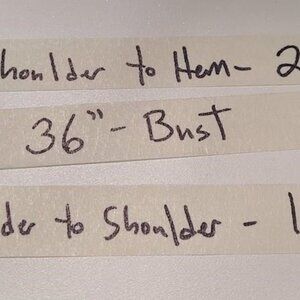 houlder to Hem- 2
36"- Bust
der to Shoulder - 1